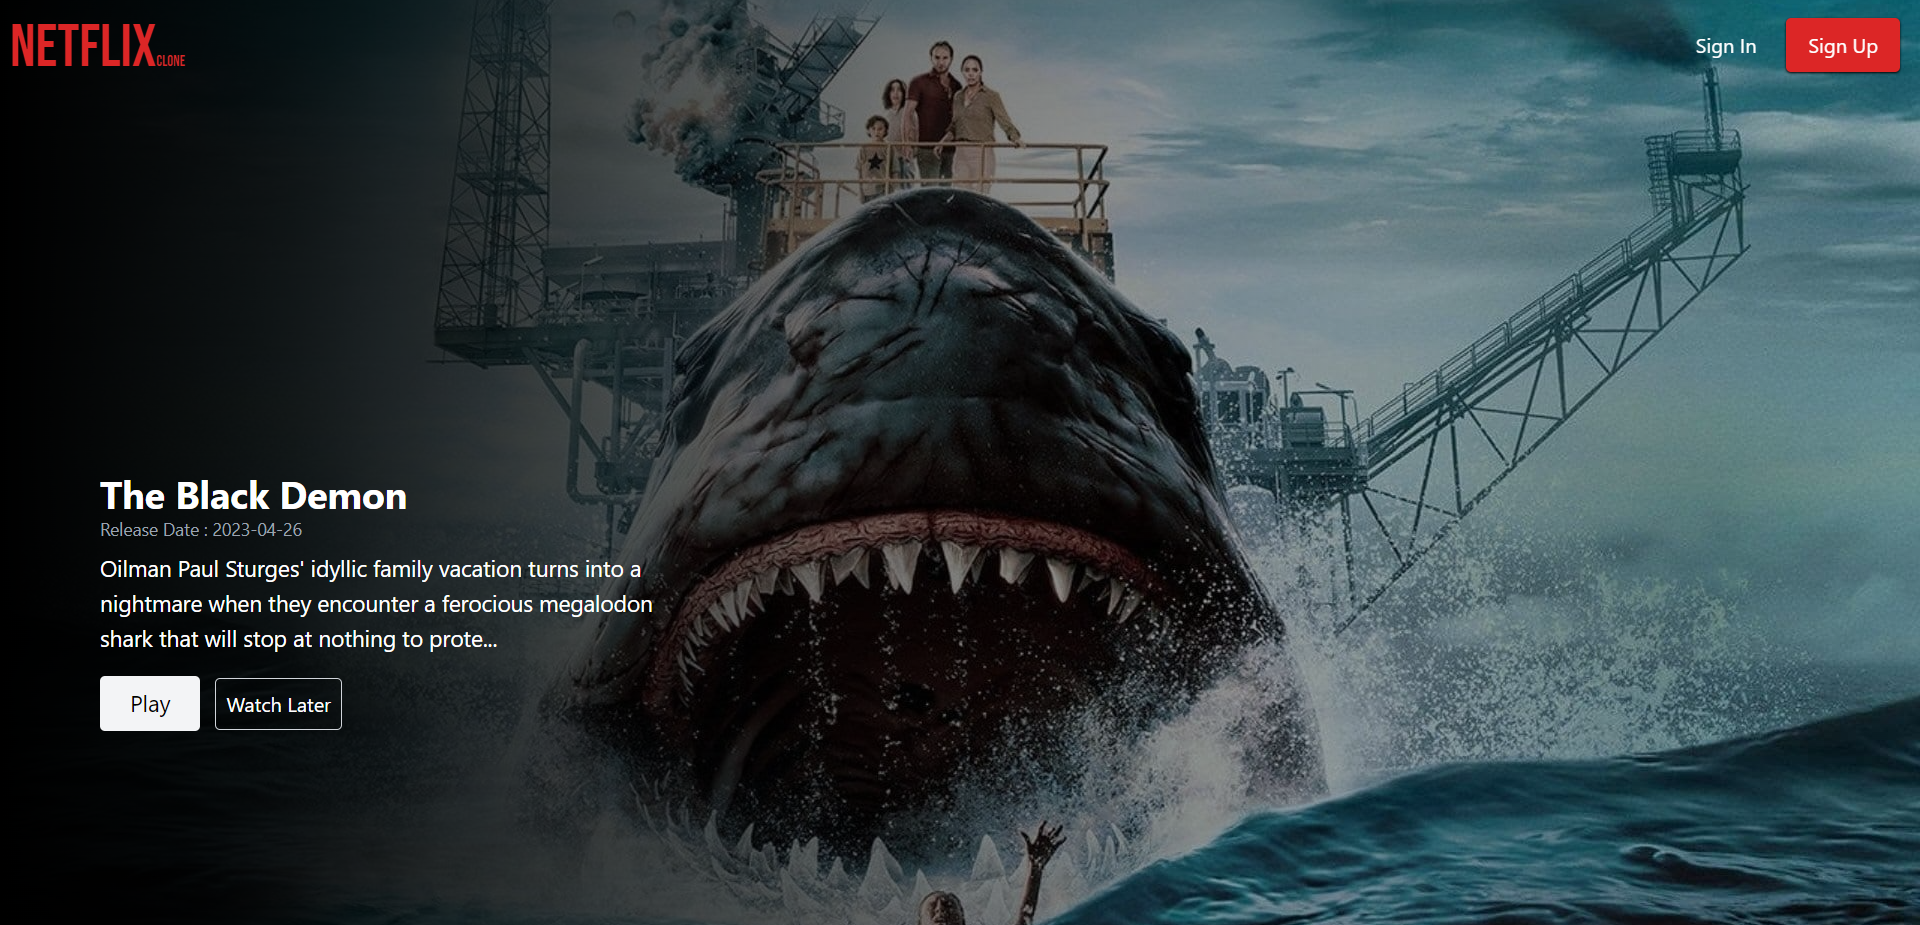 NETFLIX CLONE
Sign In
Sign Up
The Black Demon
Release Date : 2023-04-26
Oilman Paul Sturges' idyllic family vacation turns into a
nightmare when they encounter a ferocious megalodon
shark that will stop at nothing to prote...
Play
Watch Later